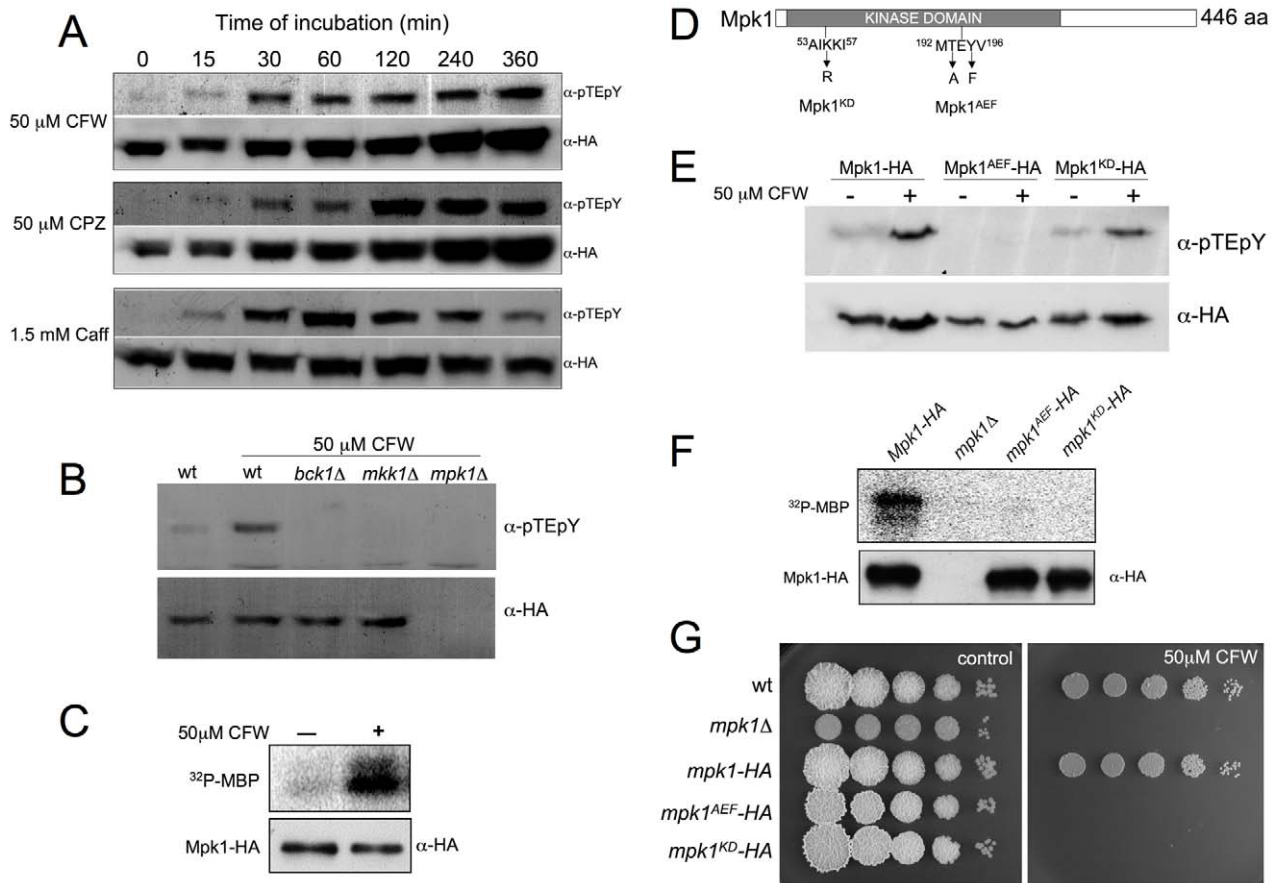 A
Time of incubation (min)
0 15 30 60 120 240 360
50 µM CFW
α-pTEpY
α-HA
50 µM CPZ
α-pTEpY
α-HA
1.5 mM Caff
α-pTEpY
α-HA
B
50 µM CFW
wt wt bck1Δ mkk1Δ mpk1Δ
α-pTEpY
α-HA
C
50µM CFW — +
³²P-MBP
Mpk1-HA α-HA
D
Mpk1 KINASE DOMAIN 446 aa
⁵³AIKKI⁵⁷ ¹⁹²MTEYV¹⁹⁶
R A F
Mpk1ᴷᴰ Mpk1ᴬᴱF
E
Mpk1-HA Mpk1ᴬᴱF-HA Mpk1ᴷᴰ-HA
50 µM CFW - + - + - +
α-pTEpY
α-HA
F
Mpk1-HA mpk1Δ mpk1ᴬᴱF-HA mpk1ᴷᴰ-HA
³²P-MBP
Mpk1-HA α-HA
G
control 50µM CFW
wt
mpk1Δ
mpk1-HA
mpk1ᴬᴱF-HA
mpk1ᴷᴰ-HA